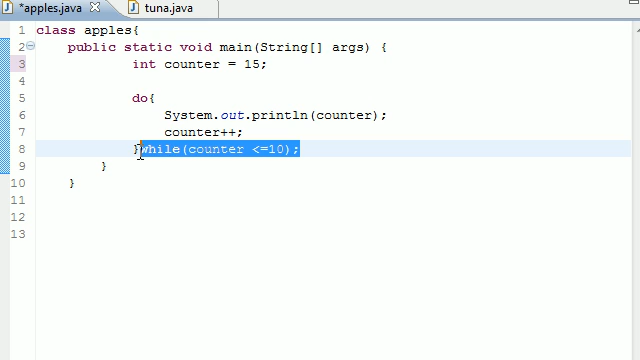 *apples.java tuna.java
1 class apples{
2 public static void main(String[] args) {
3 int counter = 15;
4
5 do{
6 System.out.println(counter);
7 counter++;
8 }while(counter <=10);
9 }
10 }
11
12
13